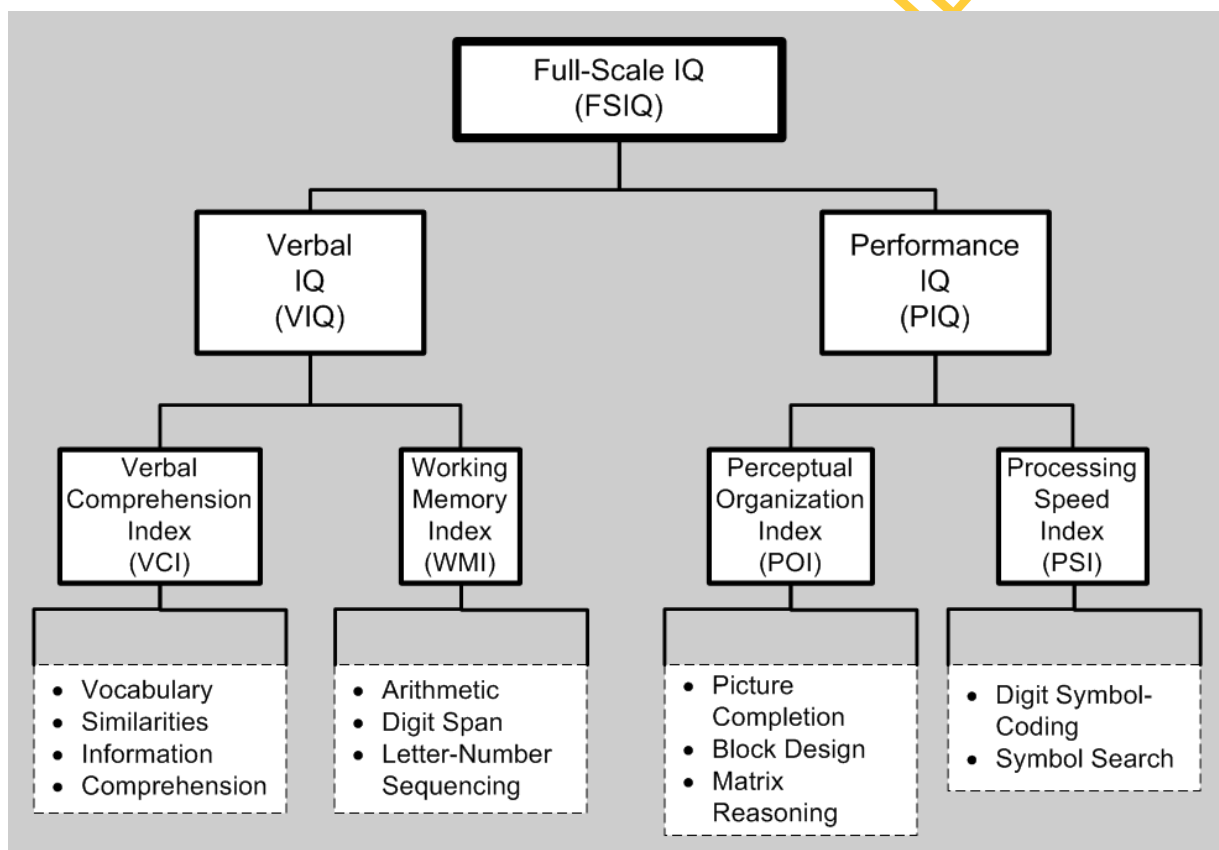 Full-Scale IQ
(FSIQ)
Verbal
IQ
(VIQ)
Performance
IQ
(PIQ)
Verbal
Comprehension
Index
(VCI)
Working
Memory
Index
(WMI)
Perceptual
Organization
Index
(POI)
Processing
Speed
Index
(PSI)
• Vocabulary
• Similarities
• Information
• Comprehension
• Arithmetic
• Digit Span
• Letter-Number
Sequencing
• Picture
Completion
• Block Design
• Matrix
Reasoning
• Digit Symbol-
Coding
• Symbol Search